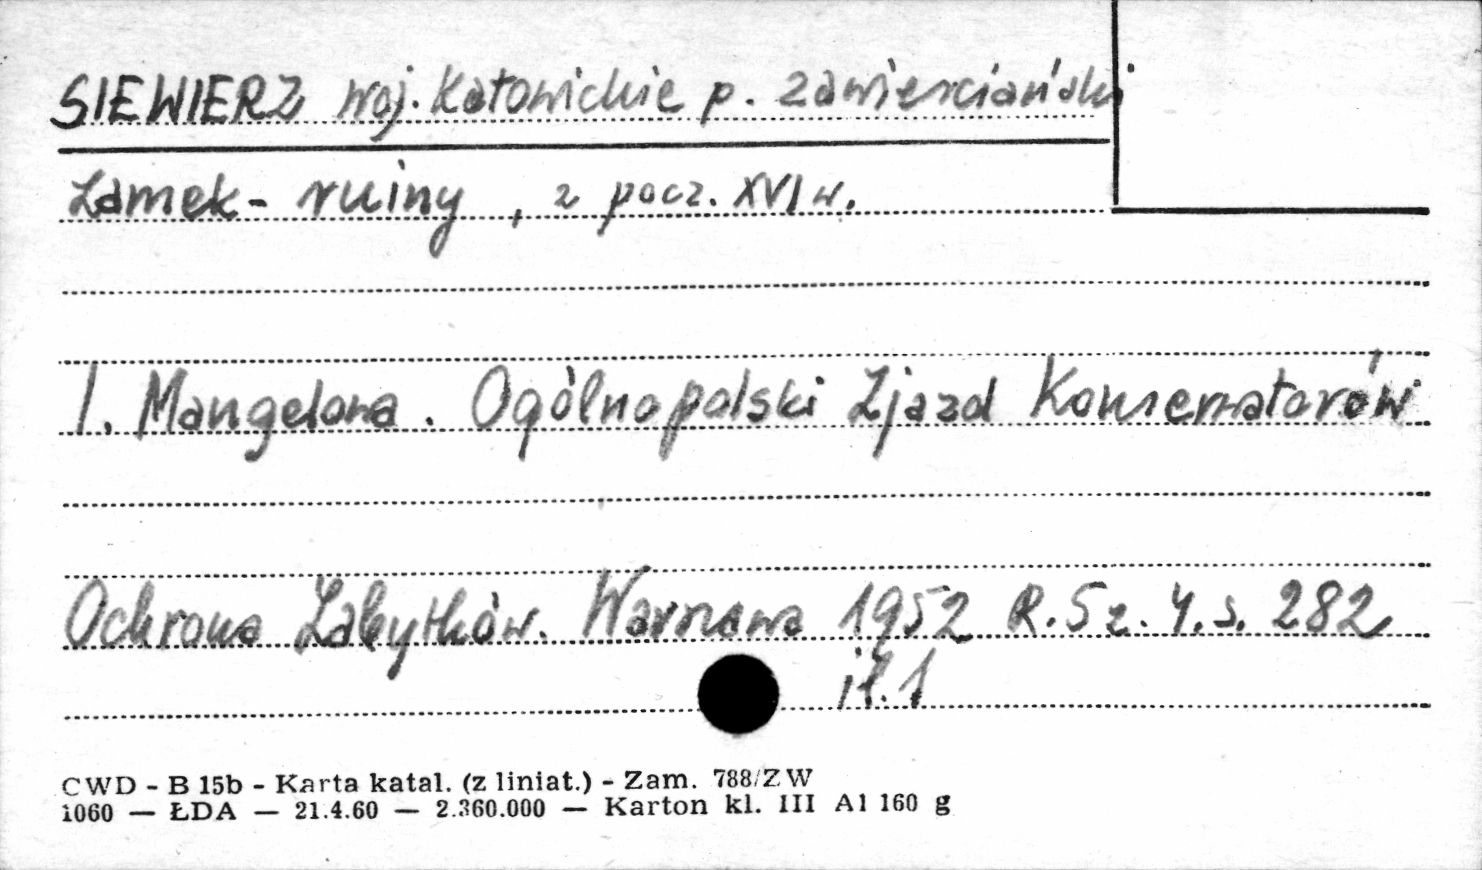 SIEWIERZ woj. Katowickie p. zawierciański
Zamek - ruiny, z pocz. XVI w.
I. Mangelowa. Ogólnopolski Zjazd Konserwatorów
Ochrona Zabytków. Warszawa 1952 R.5 z. 4. s. 282
ił. 1
CWD - B 15b - Karta katal. (z liniat.) - Zam. 788/ZW
1060 — ŁDA — 21.4.60 — 2.360.000 — Karton kl. III A1 160 g